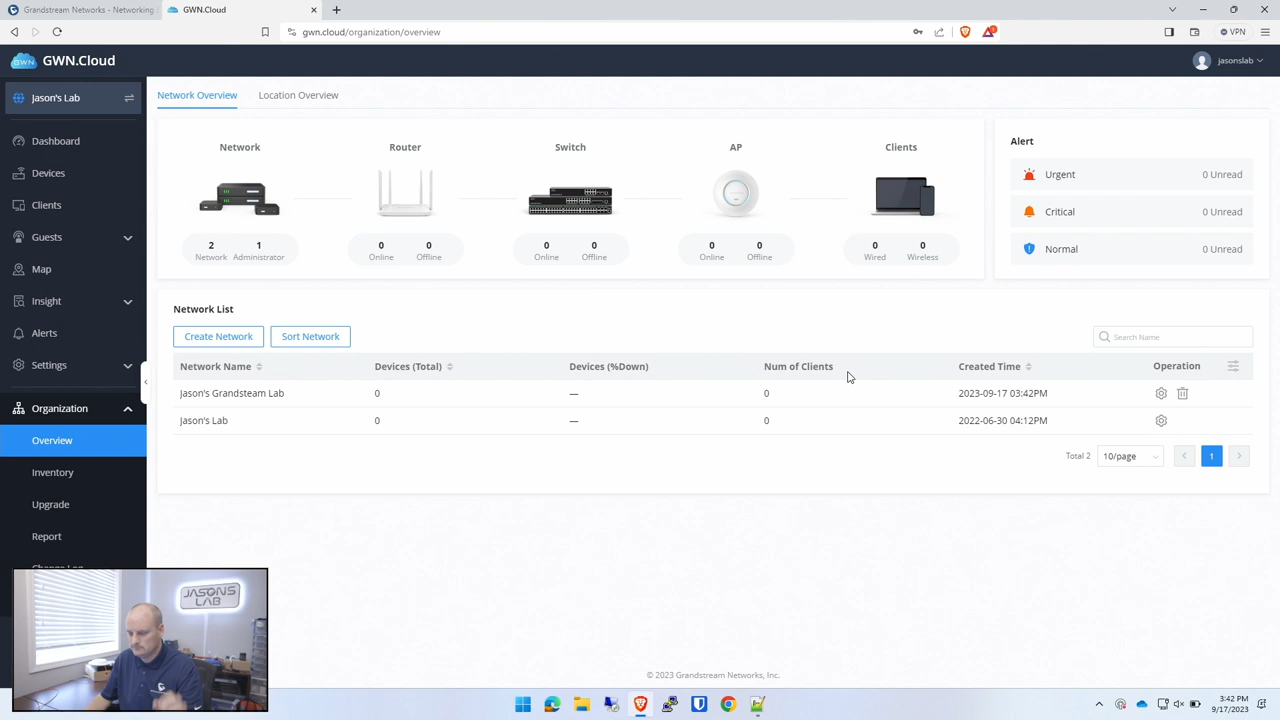 Grandstream Networks - Networking
GWN.Cloud
gwn.cloud/organization/overview
VPN
GWN
GWN.Cloud
jasonslab
Jason's Lab
Dashboard
Devices
Clients
Guests
Map
Insight
Alerts
Settings
Organization
Overview
Inventory
Upgrade
Report
Change Log
Network Overview
Location Overview
Network
Router
Switch
AP
Clients
2
1
0
0
0
0
0
0
0
0
Network
Administrator
Online
Offline
Online
Offline
Online
Offline
Wired
Wireless
Alert
Urgent
0 Unread
Critical
0 Unread
Normal
0 Unread
Network List
Create Network
Sort Network
Search Name
Network Name
Devices (Total)
Devices (%Down)
Num of Clients
Created Time
Operation
Jason's Grandsteam Lab
0
—
0
2023-09-17 03:42PM
Jason's Lab
0
—
0
2022-06-30 04:12PM
Total 2
10/page
1
JASONS
LAB
© 2023 Grandstream Networks, Inc.
3:42 PM
9/17/2023